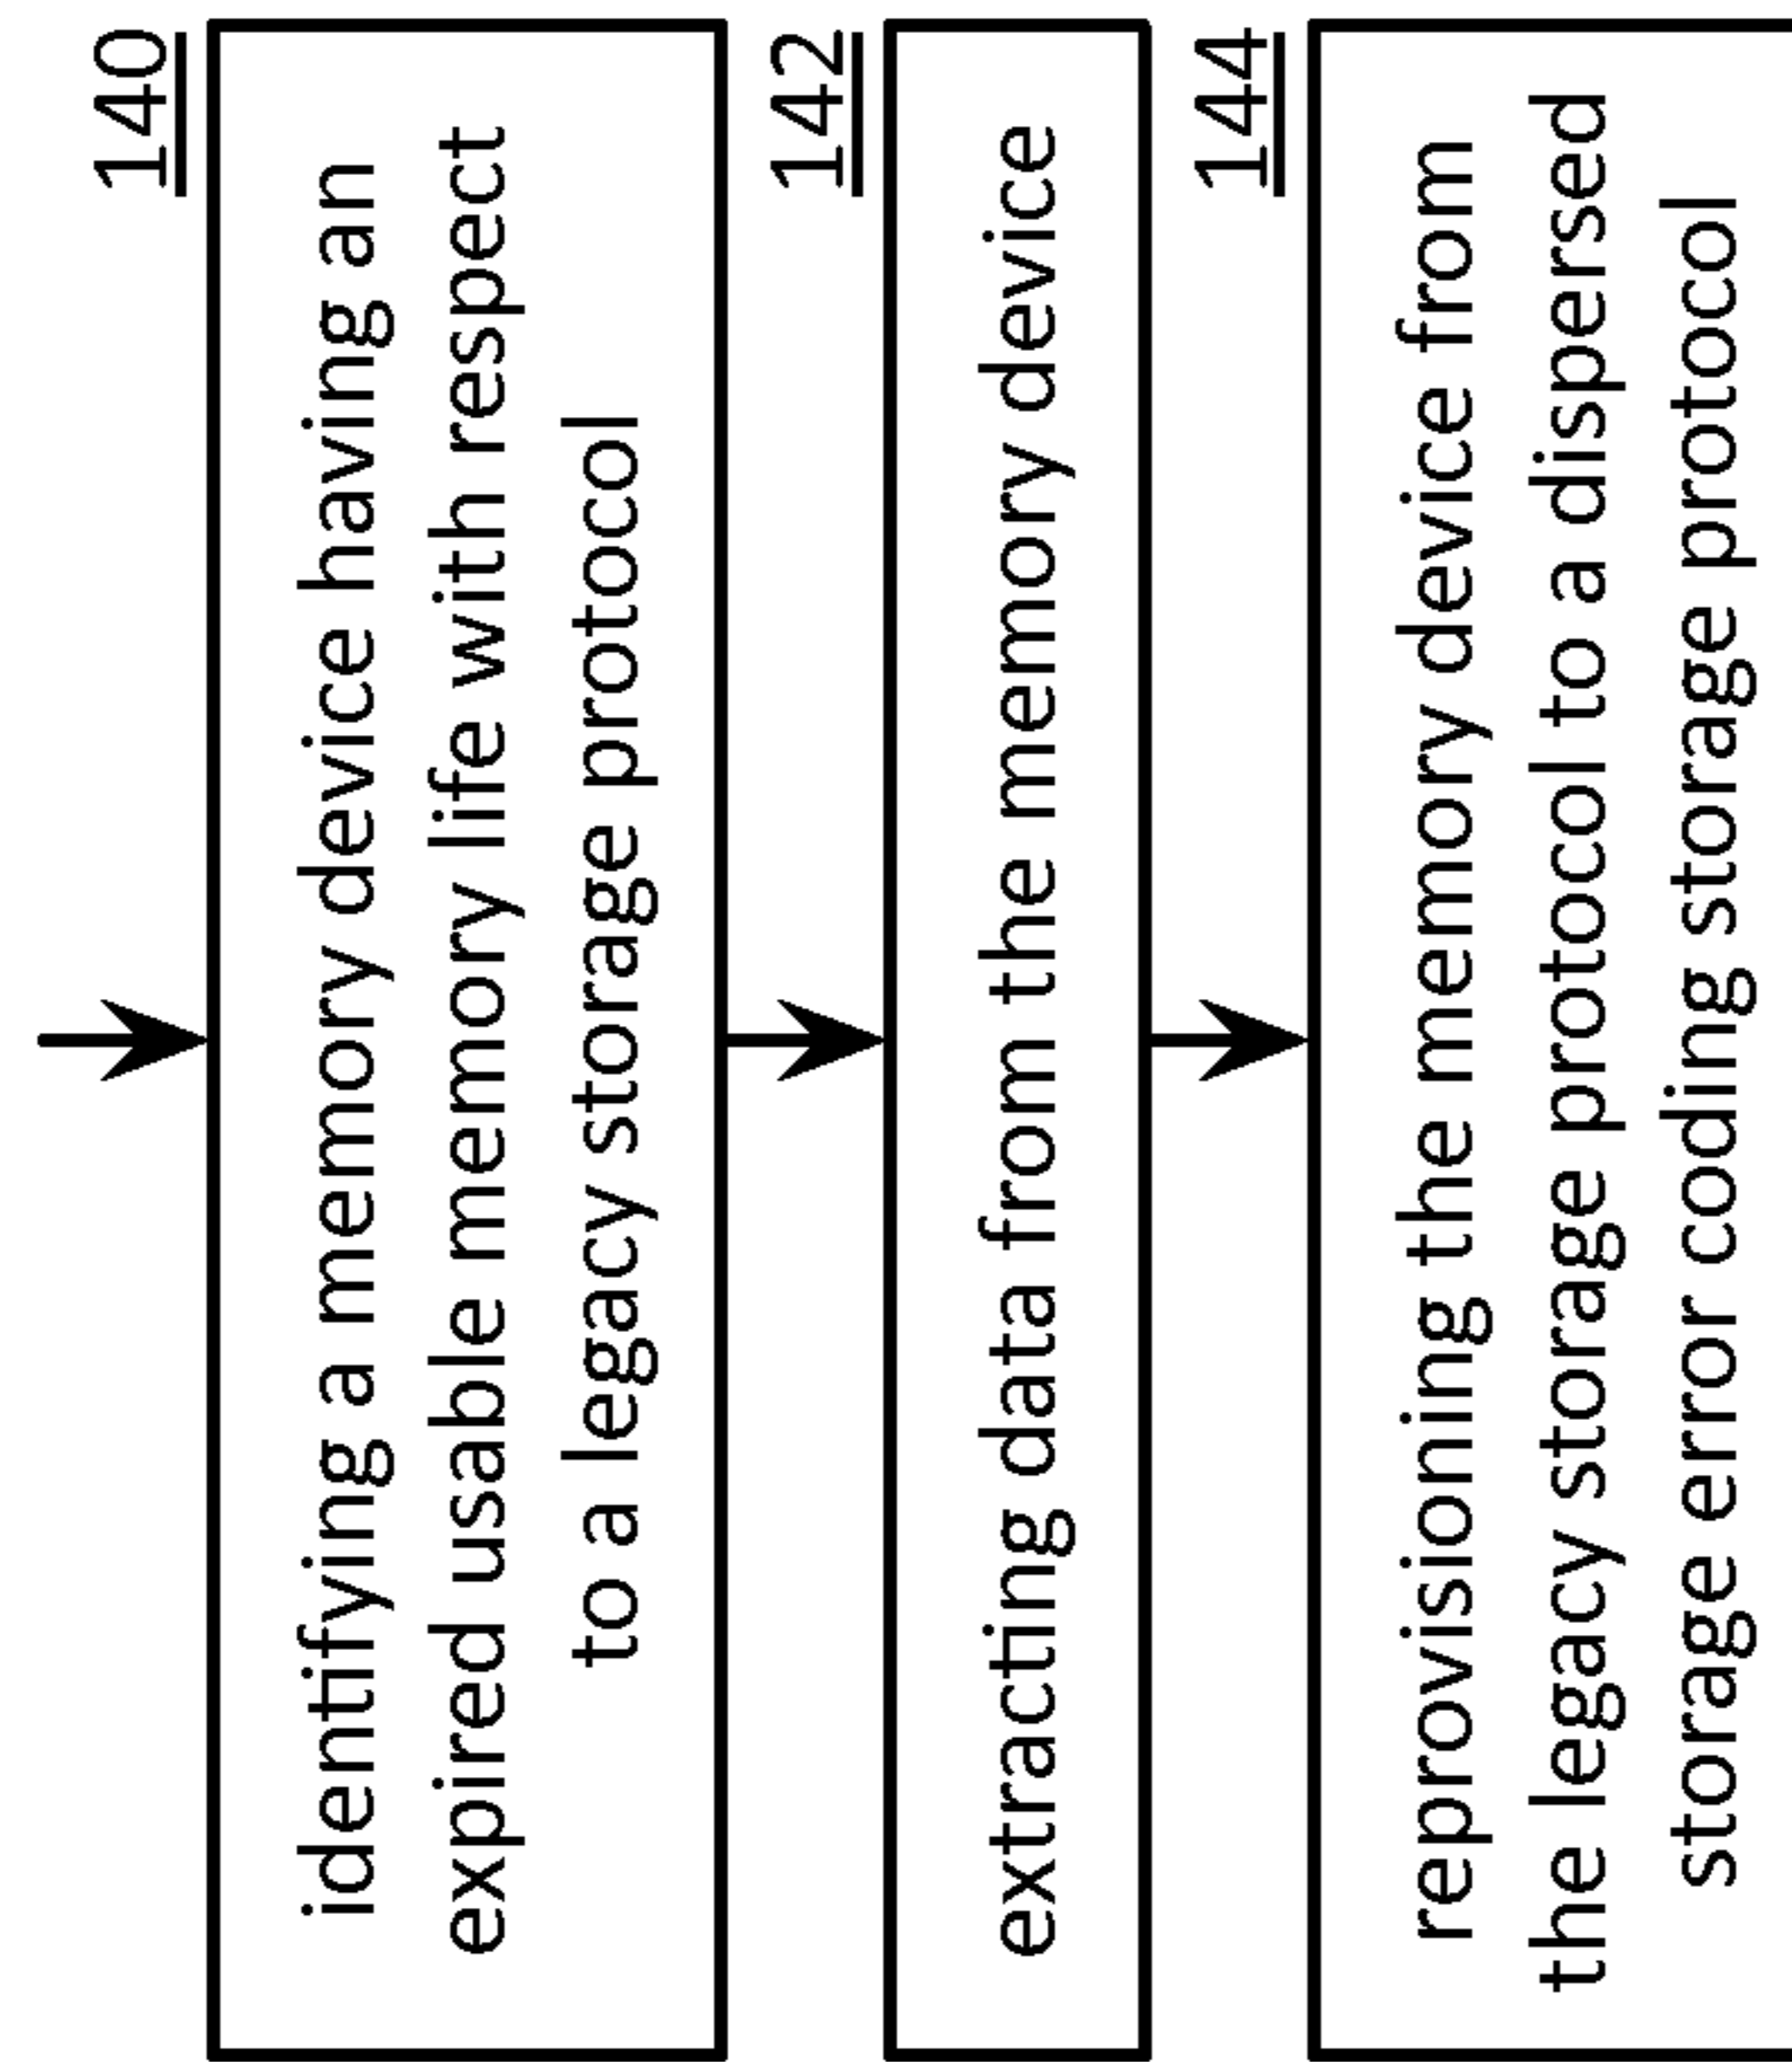 140
identifying a memory device having an
expired usable memory life with respect
to a legacy storage protocol
142
extracting data from the memory device
144
reprovisioning the memory device from
the legacy storage protocol to a dispersed
storage error coding storage protocol